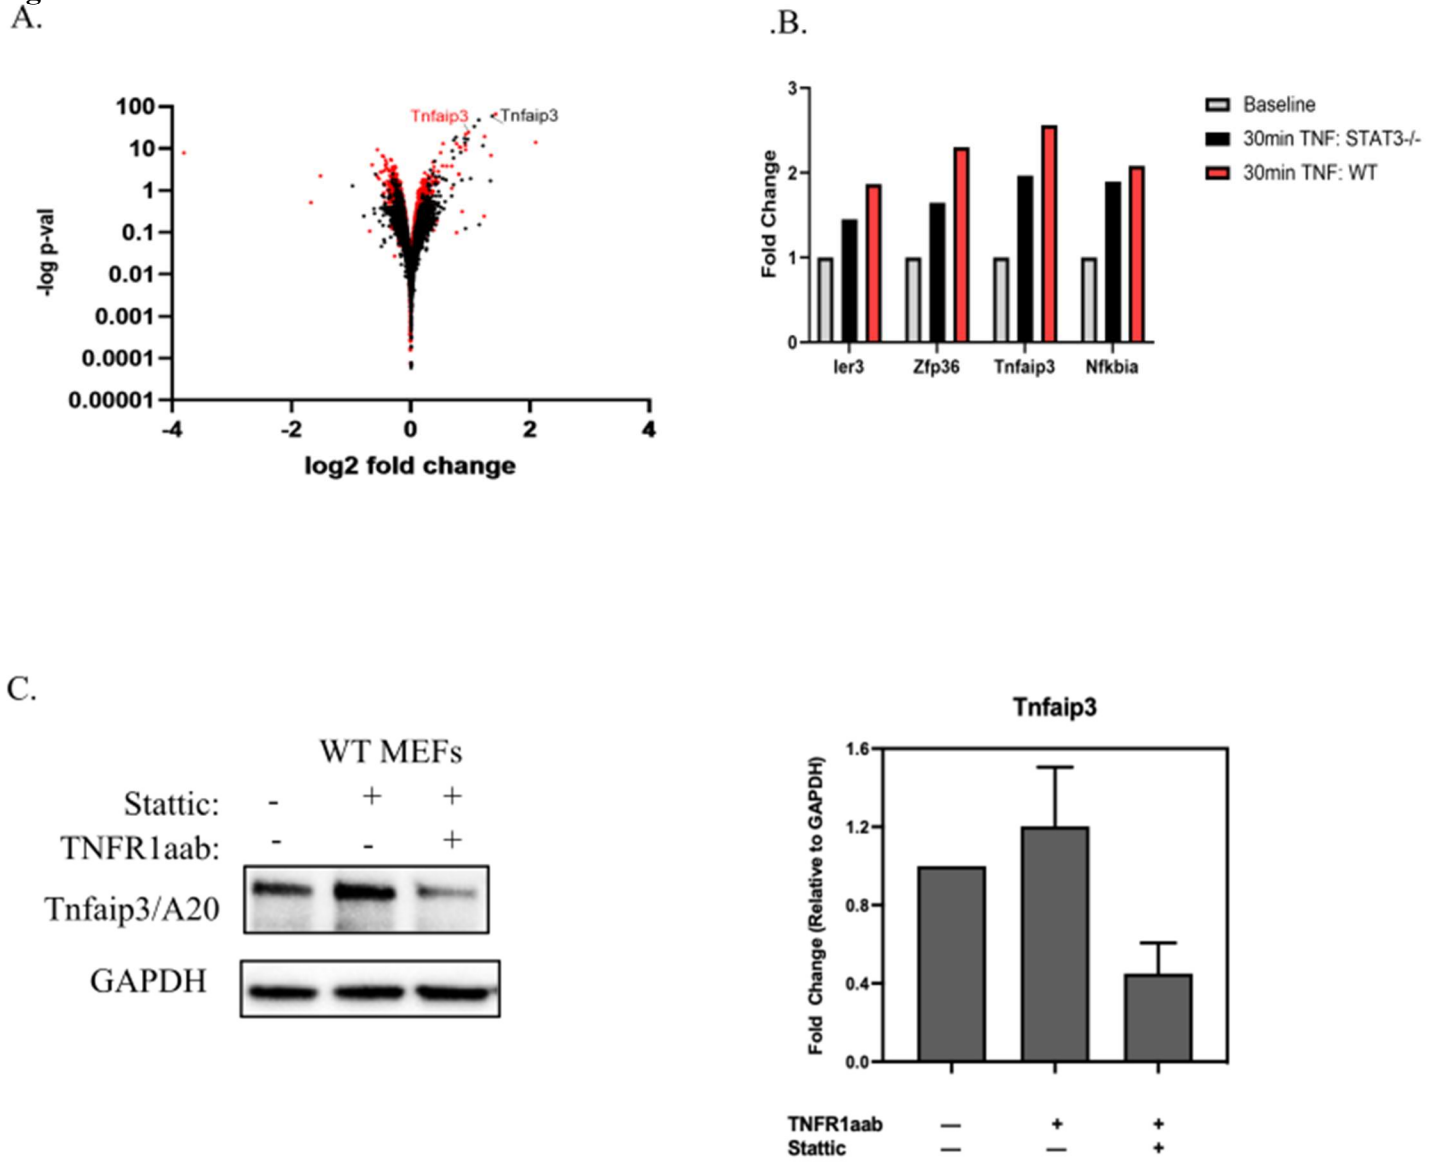 A.
.B.
100
10
1
0.1
0.01
0.001
0.0001
0.00001
-log p-val
Tnfaip3
Tnfaip3
-4 -2 0 2 4
log2 fold change
3
2
1
0
Fold Change
Ier3 Zfp36 Tnfaip3 Nfkbia
Baseline
30min TNF: STAT3-/-
30min TNF: WT
C.
WT MEFs
Stattic: - + +
TNFR1aab: - - +
Tnfaip3/A20
GAPDH
Tnfaip3
1.6
1.2
0.8
0.4
0.0
Fold Change (Relative to GAPDH)
TNFR1aab — + +
Stattic — — +